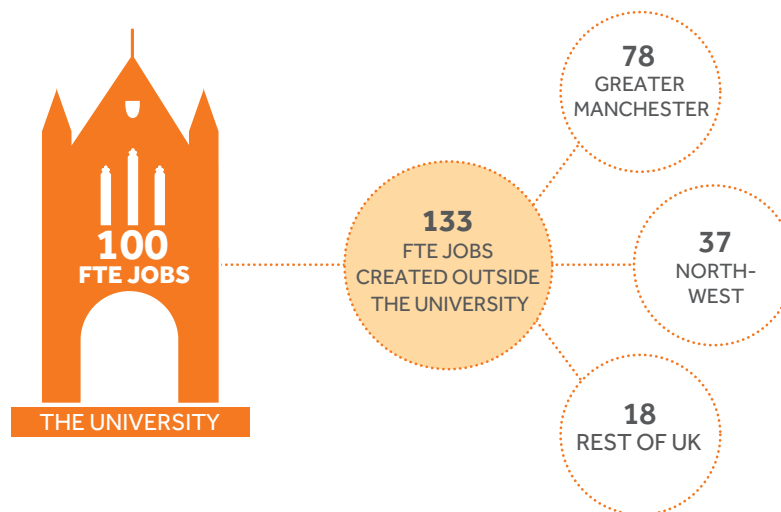 100
FTE JOBS
THE UNIVERSITY
133
FTE JOBS
CREATED OUTSIDE
THE UNIVERSITY
78
GREATER
MANCHESTER
37
NORTH-
WEST
18
REST OF UK